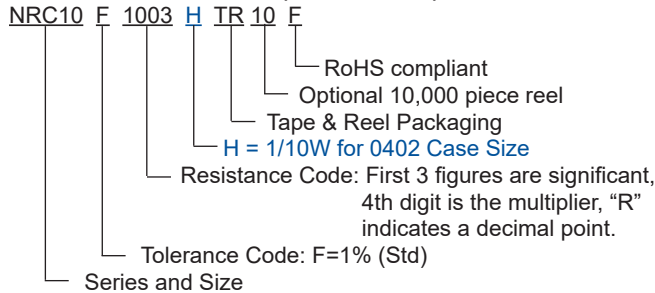 NRC10 F 1003 H TR 10 F
RoHS compliant
Optional 10,000 piece reel
Tape & Reel Packaging
H = 1/10W for 0402 Case Size
Resistance Code: First 3 figures are significant,
4th digit is the multiplier, “R”
indicates a decimal point.
Tolerance Code: F=1% (Std)
Series and Size